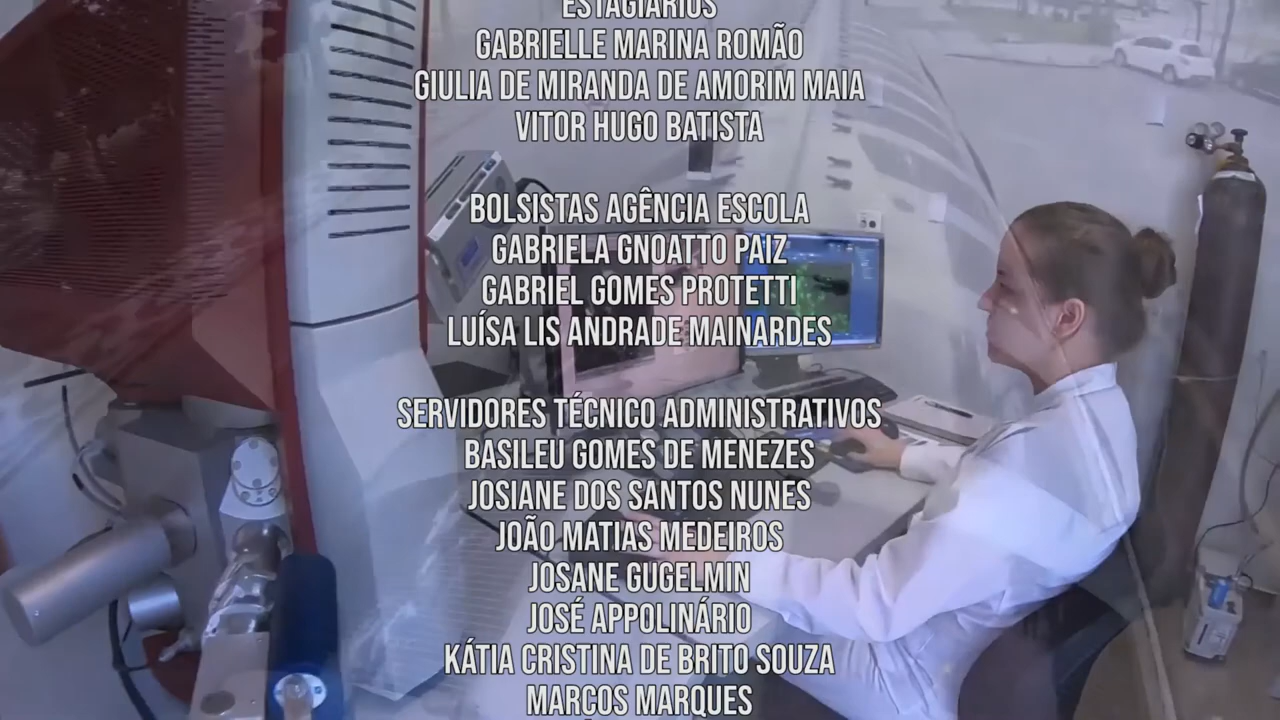 ESTAGIÁRIOS
GABRIELLE MARINA ROMÃO
GIULIA DE MIRANDA DE AMORIM MAIA
VITOR HUGO BATISTA
BOLSISTAS AGÊNCIA ESCOLA
GABRIELA GNOATTO PAIZ
GABRIEL GOMES PROTETTI
LUÍSA LIS ANDRADE MAINARDES
SERVIDORES TÉCNICO ADMINISTRATIVOS
BASILEU GOMES DE MENEZES
JOSIANE DOS SANTOS NUNES
JOÃO MATIAS MEDEIROS
JOSANE GUGELMIN
JOSÉ APPOLINÁRIO
KÁTIA CRISTINA DE BRITO SOUZA
MARCOS MARQUES